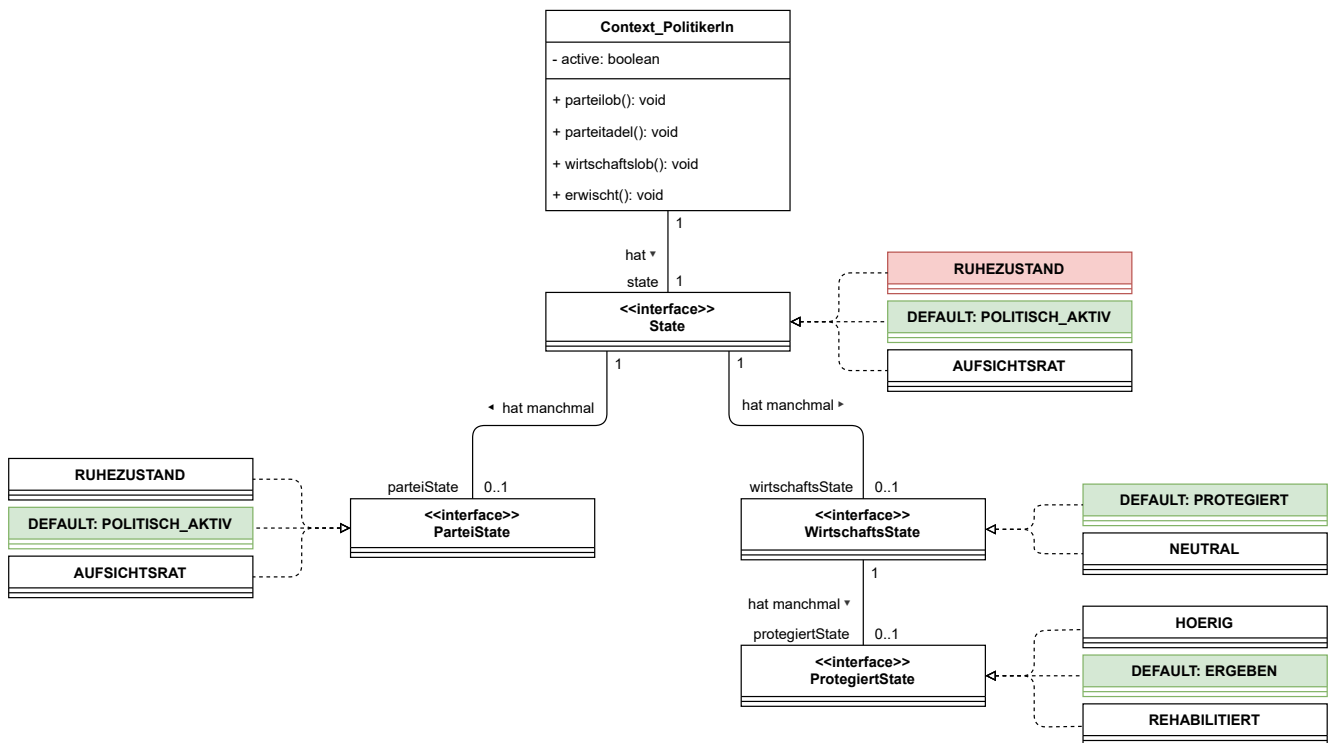 Context_PolitikerIn
- active: boolean
+ parteilob(): void
+ parteitadel(): void
+ wirtschaftslob(): void
+ erwischt(): void
1
hat ▾
state 1
<<interface>>
State
RUHEZUSTAND
DEFAULT: POLITISCH_AKTIV
AUFSICHTSRAT
1 1
◂ hat manchmal hat manchmal ▸
RUHEZUSTAND
DEFAULT: POLITISCH_AKTIV
AUFSICHTSRAT
parteiState 0..1
<<interface>>
ParteiState
wirtschaftsState 0..1
<<interface>>
WirtschaftsState
DEFAULT: PROTEGIERT
NEUTRAL
1
hat manchmal ▾
protegiertState 0..1
<<interface>>
ProtegiertState
HOERIG
DEFAULT: ERGEBEN
REHABILITIERT